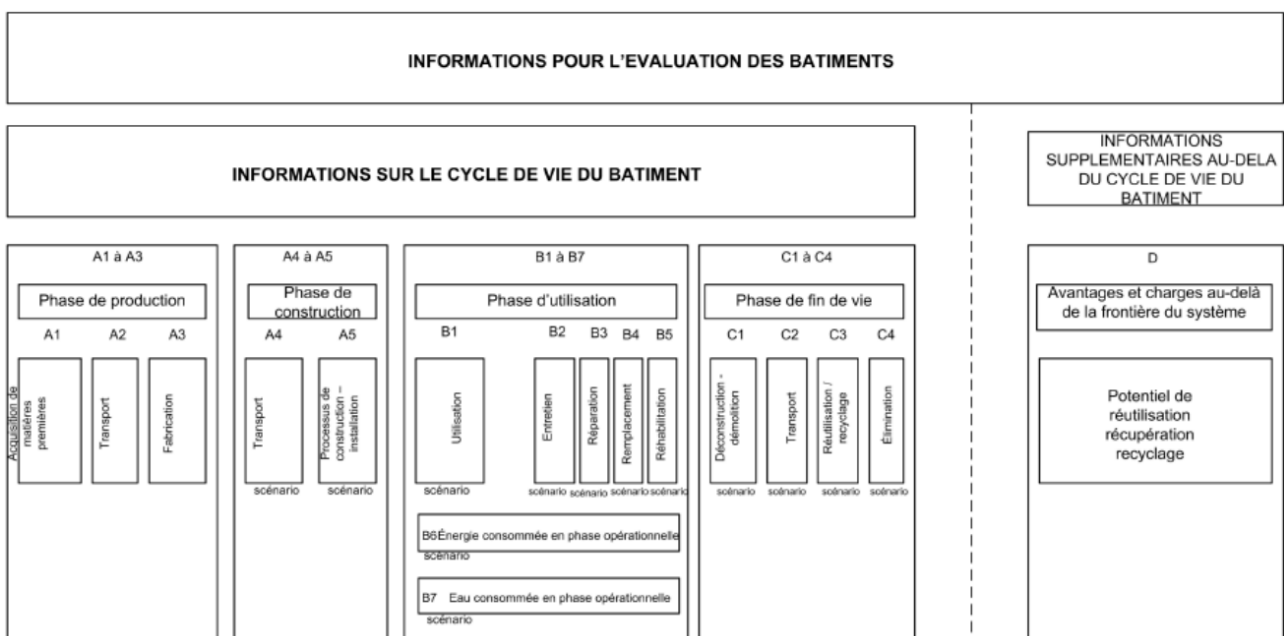 INFORMATIONS POUR L'EVALUATION DES BATIMENTS
INFORMATIONS SUR LE CYCLE DE VIE DU BATIMENT
INFORMATIONS
SUPPLEMENTAIRES AU-DELA
DU CYCLE DE VIE DU
BATIMENT
A1 à A3
Phase de production
A1 A2 A3
Acquisition de
matières
premières
Transport
Fabrication
A4 à A5
Phase de
construction
A4 A5
Transport
Processus de
construction –
installation
scénario scénario
B1 à B7
Phase d'utilisation
B1 B2 B3 B4 B5
Utilisation
Entretien
Réparation
Remplacement
Réhabilitation
scénario scénario scénario scénario scénario
B6Énergie consommée en phase opérationnelle
scénario
B7 Eau consommée en phase opérationnelle
scénario
C1 à C4
Phase de fin de vie
C1 C2 C3 C4
Déconstruction -
démolition
Transport
Réutilisation /
recyclage
Élimination
scénario scénario scénario scénario
D
Avantages et charges au-delà
de la frontière du système
Potentiel de
réutilisation
récupération
recyclage